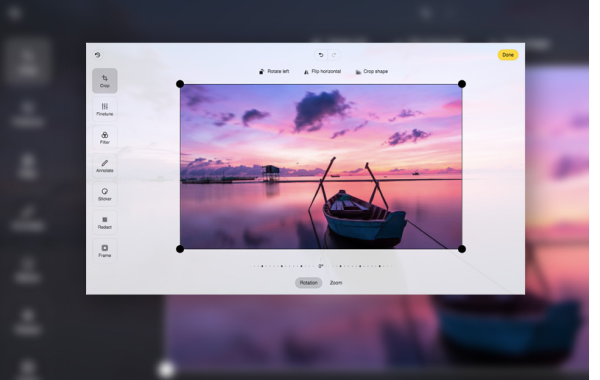 Done
Rotate left Flip horizontal Crop shape
Crop
Finetune
Filter
Annotate
Sticker
Redact
Frame
0°
Rotation Zoom